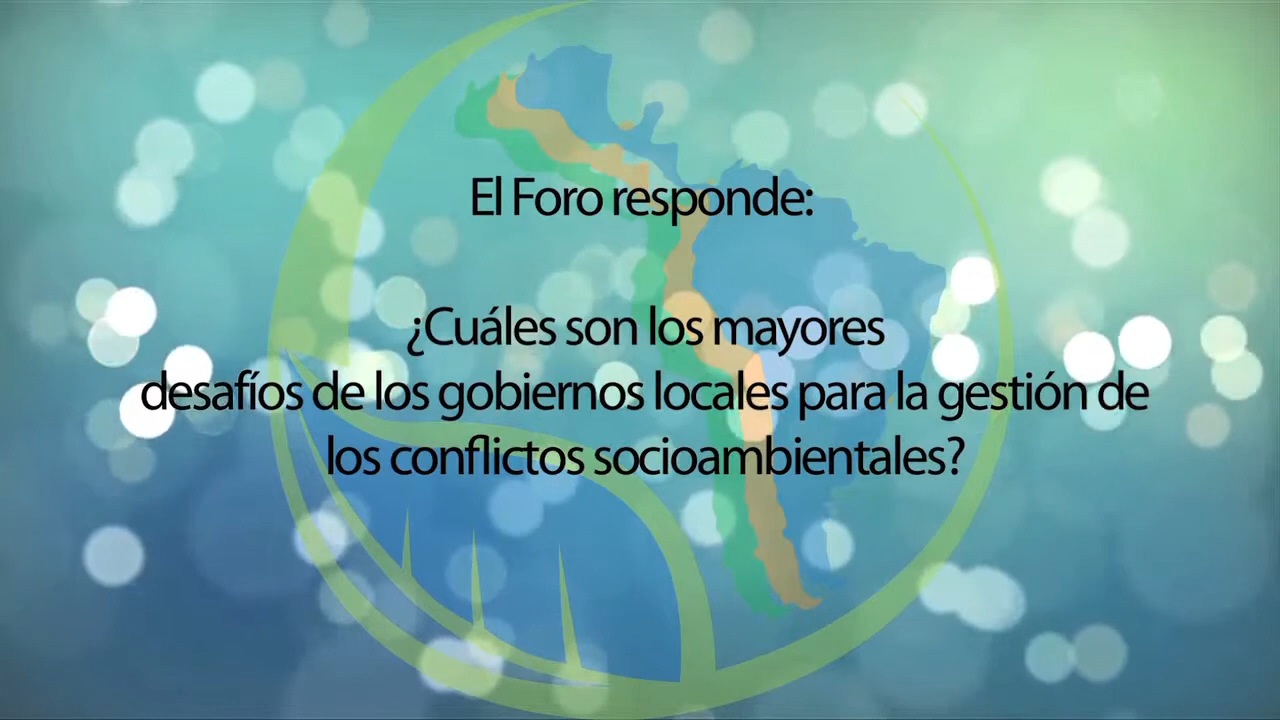 El Foro responde:
¿Cuáles son los mayores
desafíos de los gobiernos locales para la gestión de
los conflictos socioambientales?